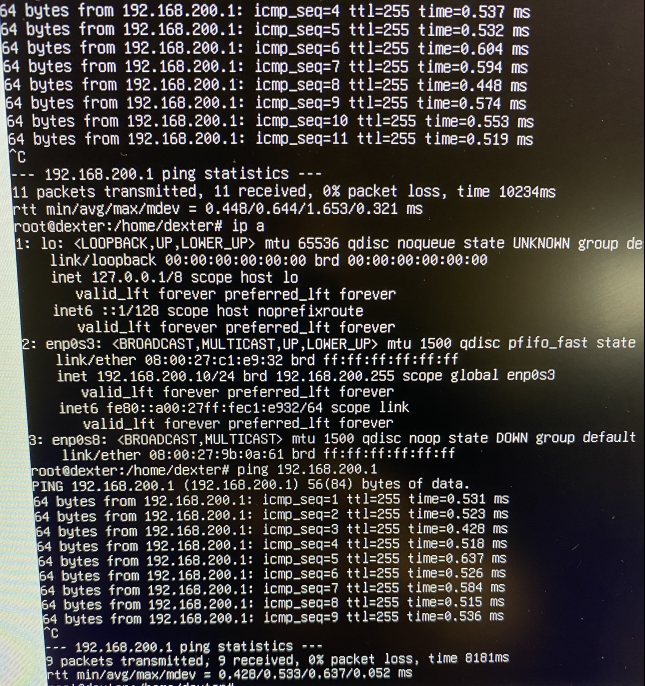 64 bytes from 192.168.200.1: icmp_seq=4 ttl=255 time=0.537 ms
64 bytes from 192.168.200.1: icmp_seq=5 ttl=255 time=0.532 ms
64 bytes from 192.168.200.1: icmp_seq=6 ttl=255 time=0.604 ms
64 bytes from 192.168.200.1: icmp_seq=7 ttl=255 time=0.594 ms
64 bytes from 192.168.200.1: icmp_seq=8 ttl=255 time=0.448 ms
64 bytes from 192.168.200.1: icmp_seq=9 ttl=255 time=0.574 ms
64 bytes from 192.168.200.1: icmp_seq=10 ttl=255 time=0.553 ms
64 bytes from 192.168.200.1: icmp_seq=11 ttl=255 time=0.519 ms
^C
--- 192.168.200.1 ping statistics ---
11 packets transmitted, 11 received, 0% packet loss, time 10234ms
rtt min/avg/max/mdev = 0.448/0.644/1.653/0.321 ms
root@dexter:/home/dexter# ip a
1: lo: <LOOPBACK,UP,LOWER_UP> mtu 65536 qdisc noqueue state UNKNOWN group de
link/loopback 00:00:00:00:00:00 brd 00:00:00:00:00:00
inet 127.0.0.1/8 scope host lo
valid_lft forever preferred_lft forever
inet6 ::1/128 scope host noprefixroute
valid_lft forever preferred_lft forever
2: enp0s3: <BROADCAST,MULTICAST,UP,LOWER_UP> mtu 1500 qdisc pfifo_fast state
link/ether 08:00:27:c1:e9:32 brd ff:ff:ff:ff:ff:ff
inet 192.168.200.10/24 brd 192.168.200.255 scope global enp0s3
valid_lft forever preferred_lft forever
inet6 fe80::a00:27ff:fec1:e932/64 scope link
valid_lft forever preferred_lft forever
3: enp0s8: <BROADCAST,MULTICAST> mtu 1500 qdisc noop state DOWN group default
link/ether 08:00:27:9b:0a:61 brd ff:ff:ff:ff:ff:ff
root@dexter:/home/dexter# ping 192.168.200.1
PING 192.168.200.1 (192.168.200.1) 56(84) bytes of data.
64 bytes from 192.168.200.1: icmp_seq=1 ttl=255 time=0.531 ms
64 bytes from 192.168.200.1: icmp_seq=2 ttl=255 time=0.523 ms
64 bytes from 192.168.200.1: icmp_seq=3 ttl=255 time=0.428 ms
64 bytes from 192.168.200.1: icmp_seq=4 ttl=255 time=0.518 ms
64 bytes from 192.168.200.1: icmp_seq=5 ttl=255 time=0.637 ms
64 bytes from 192.168.200.1: icmp_seq=6 ttl=255 time=0.526 ms
64 bytes from 192.168.200.1: icmp_seq=7 ttl=255 time=0.584 ms
64 bytes from 192.168.200.1: icmp_seq=8 ttl=255 time=0.515 ms
64 bytes from 192.168.200.1: icmp_seq=9 ttl=255 time=0.536 ms
^C
--- 192.168.200.1 ping statistics ---
9 packets transmitted, 9 received, 0% packet loss, time 8181ms
rtt min/avg/max/mdev = 0.428/0.533/0.637/0.052 ms